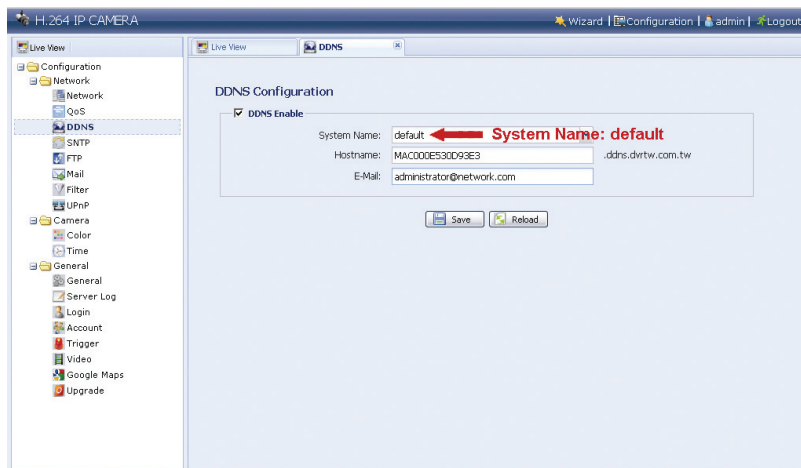 H.264 IP CAMERA
Wizard | Configuration | admin | Logout
Live View
Live View
DDNS
Configuration
Network
Network
QoS
DDNS
SNTP
FTP
Mail
Filter
UPnP
Camera
Color
Time
General
General
Server Log
Login
Account
Trigger
Video
Google Maps
Upgrade
DDNS Configuration
DDNS Enable
System Name: default
System Name: default
Hostname: MAC000E530D93E3 .ddns.dvrtw.com.tw
E-Mail: administrator@network.com
Save Reload